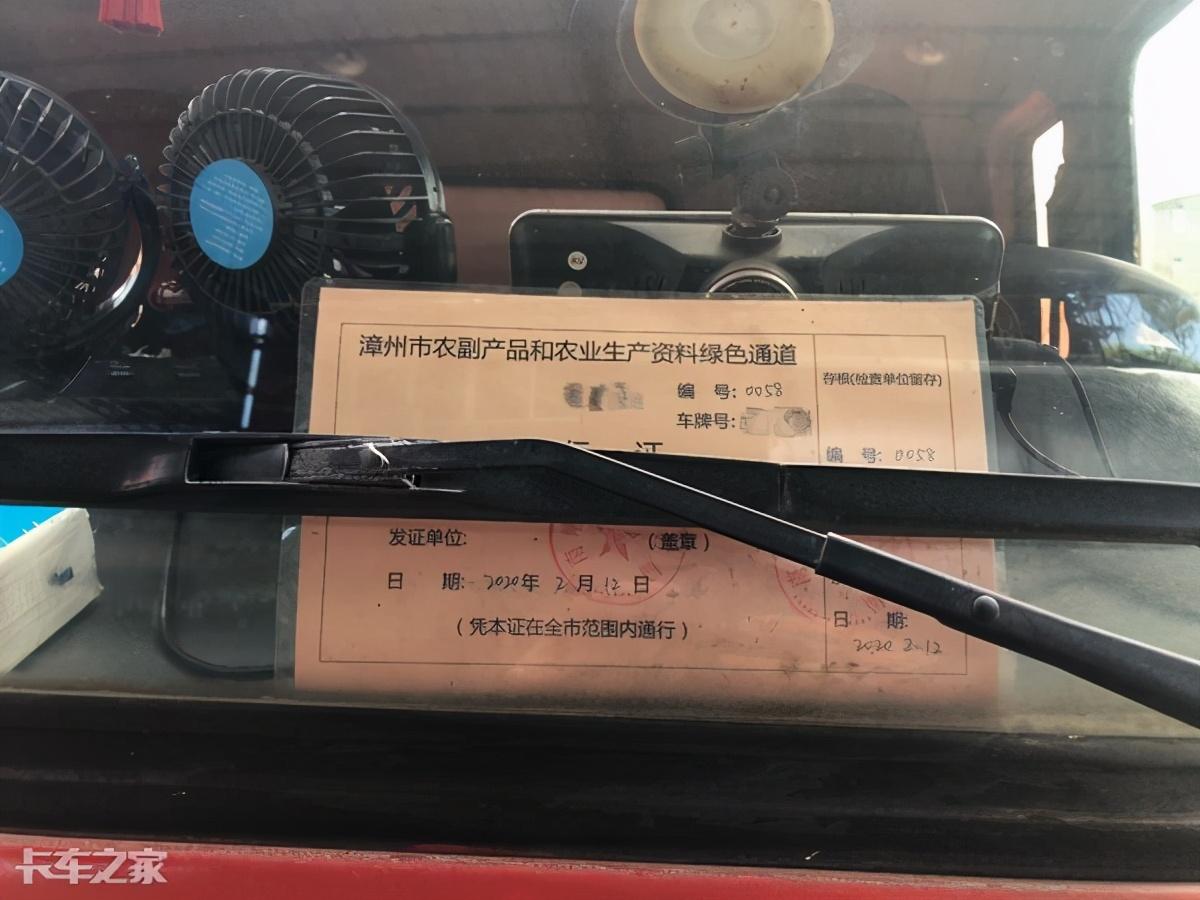 漳州市农副产品和农业生产资料绿色通道
编 号: 0058
车牌号:
证
发证单位: (盖章)
日 期: 2020年 2月 12日
(凭本证在全市范围内通行)
存根(检查单位留存)
编 号: 0058
日 期:
2020 2-12
卡车之家